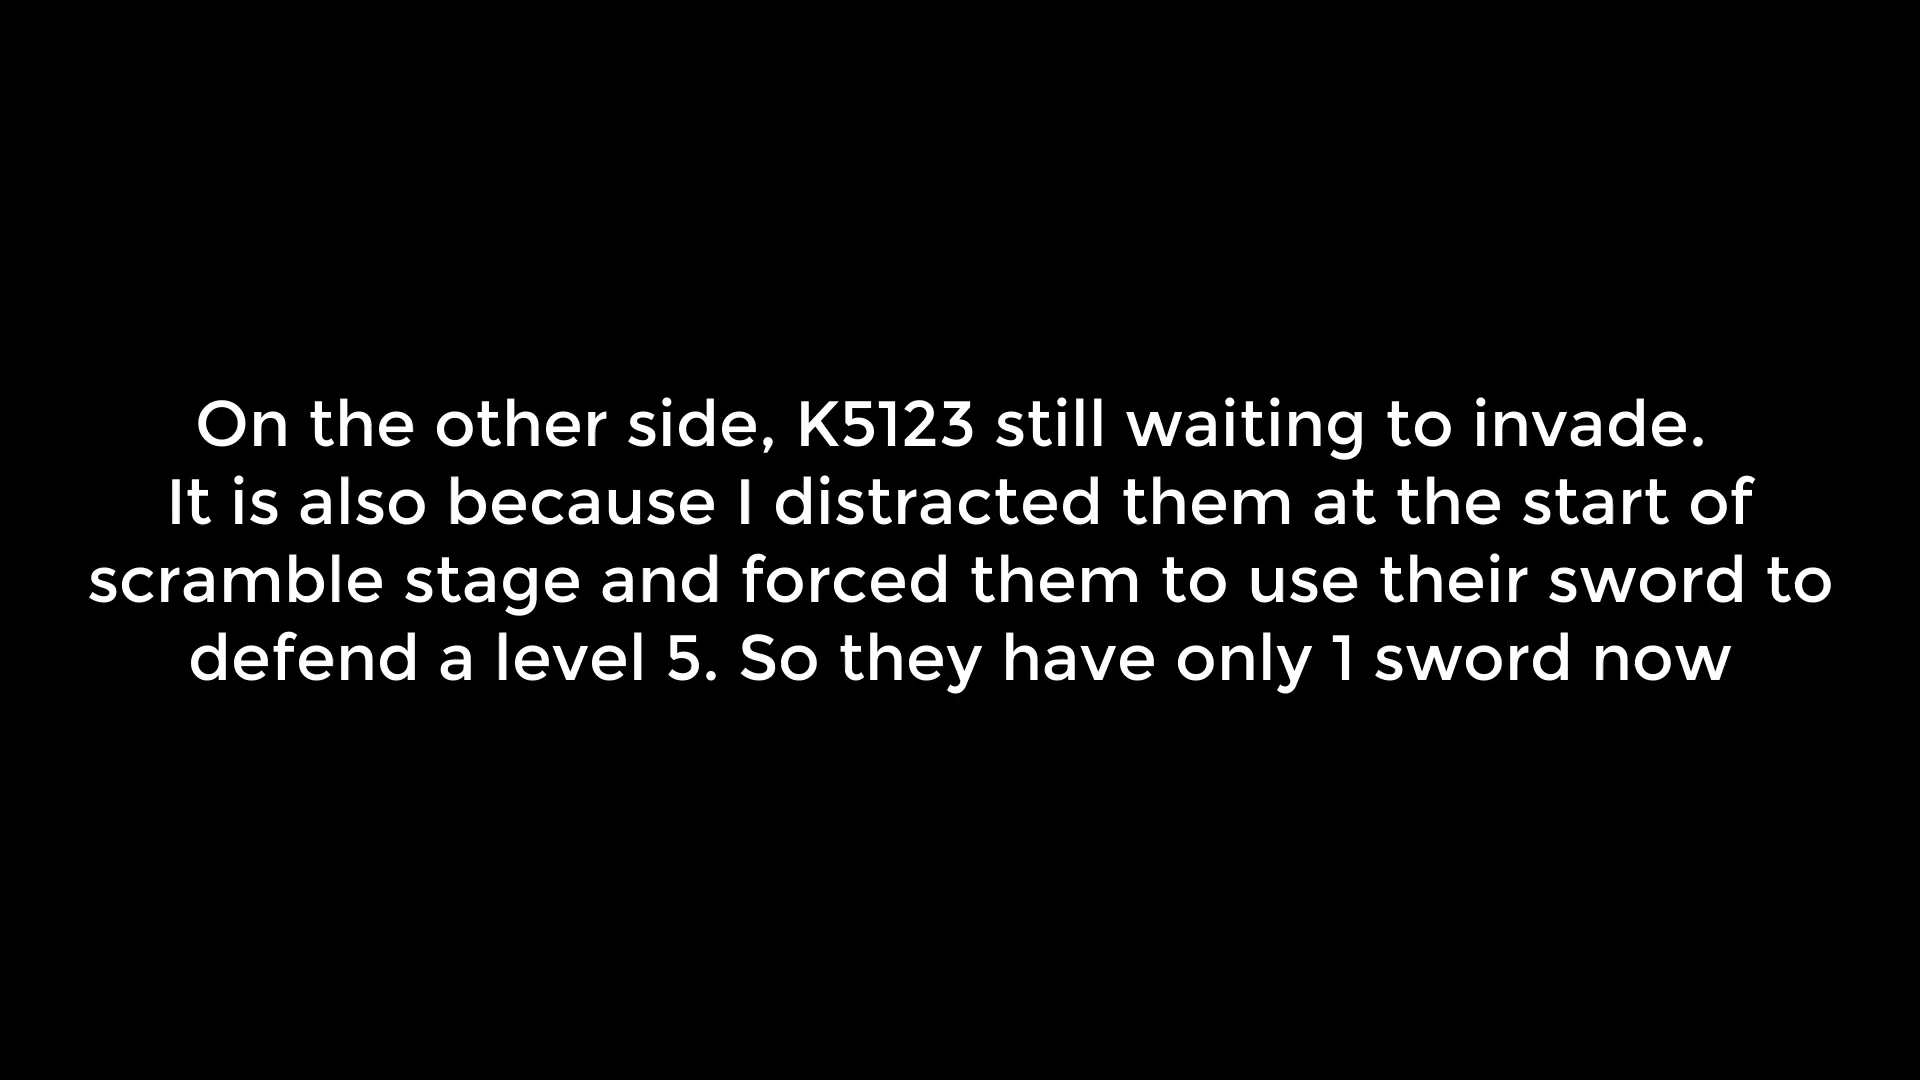 On the other side, K5123 still waiting to invade.
It is also because I distracted them at the start of
scramble stage and forced them to use their sword to
defend a level 5. So they have only 1 sword now